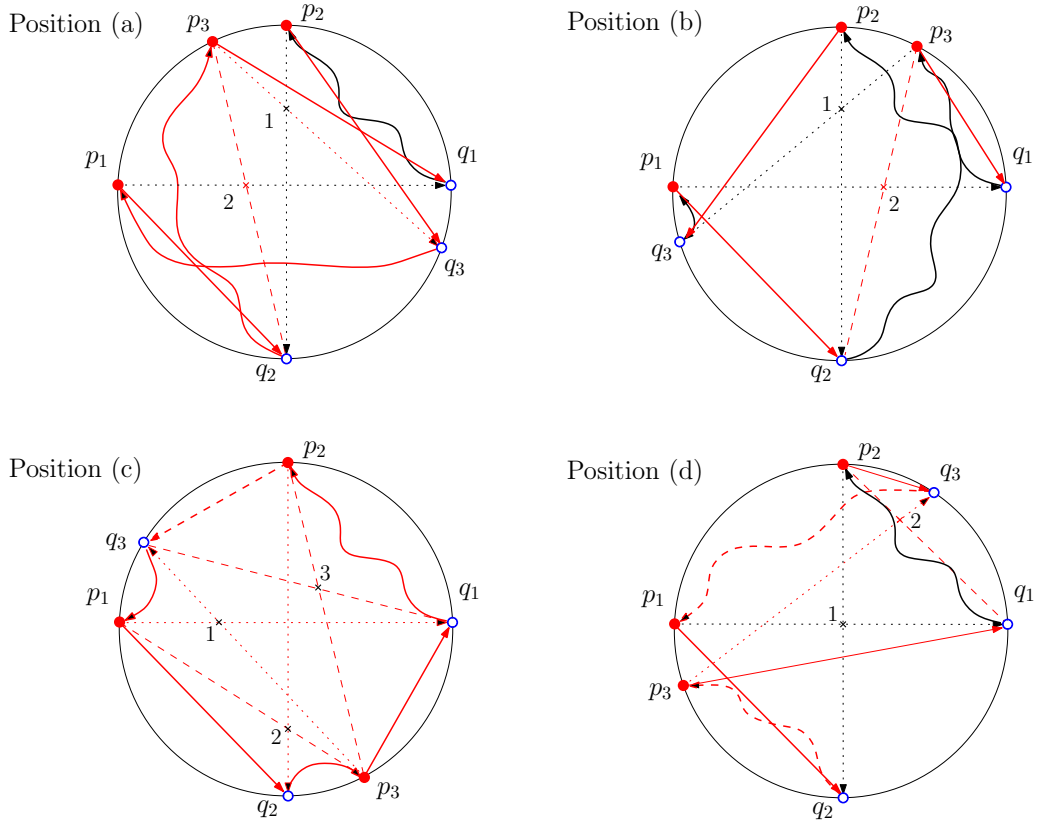 Position (a)
p3
p2
1
p1
q1
2
q3
q2
Position (b)
p2
p3
1
p1
q1
2
q3
q2
Position (c)
p2
q3
3
p1
q1
1
2
p3
q2
Position (d)
p2
q3
2
p1
q1
1
p3
q2